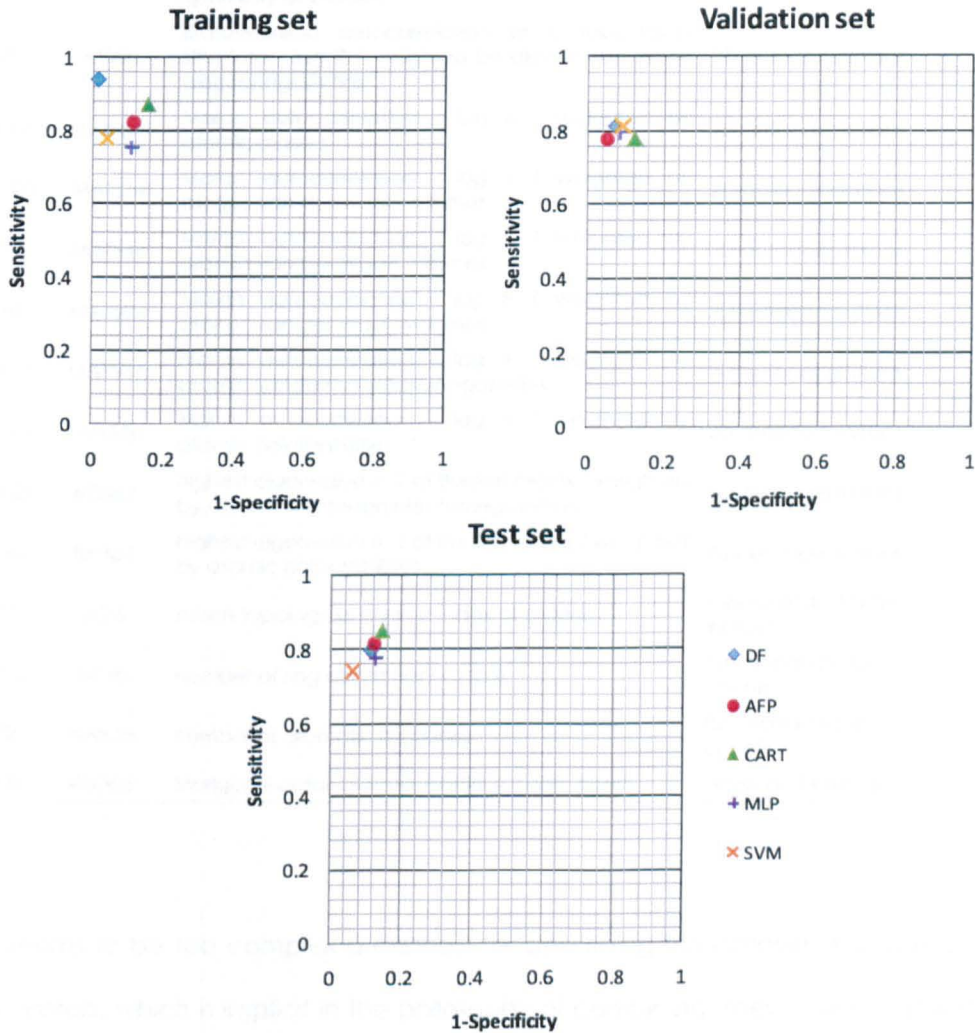 Training set
1
0.8
0.6
0.4
0.2
0
Sensitivity
0 0.2 0.4 0.6 0.8 1
1-Specificity
Validation set
1
0.8
0.6
0.4
0.2
0
Sensitivity
0 0.2 0.4 0.6 0.8 1
1-Specificity
Test set
1
0.8
0.6
0.4
0.2
0
Sensitivity
0 0.2 0.4 0.6 0.8 1
1-Specificity
DF
AFP
CART
MLP
SVM